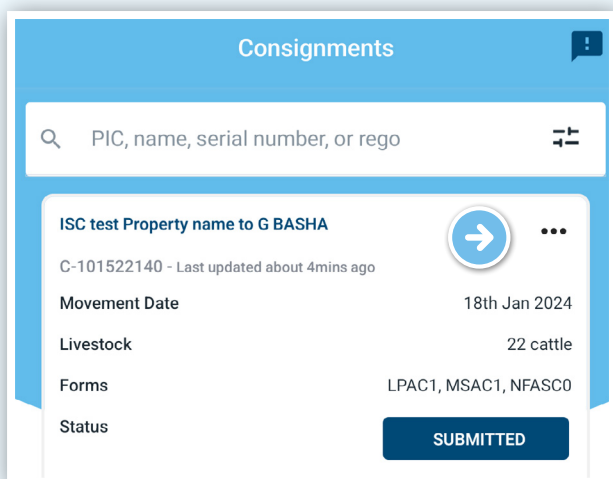 Consignments
PIC, name, serial number, or rego
ISC test Property name to G BASHA
C-101522140 - Last updated about 4mins ago
Movement Date 18th Jan 2024
Livestock 22 cattle
Forms LPAC1, MSAC1, NFASC0
Status SUBMITTED